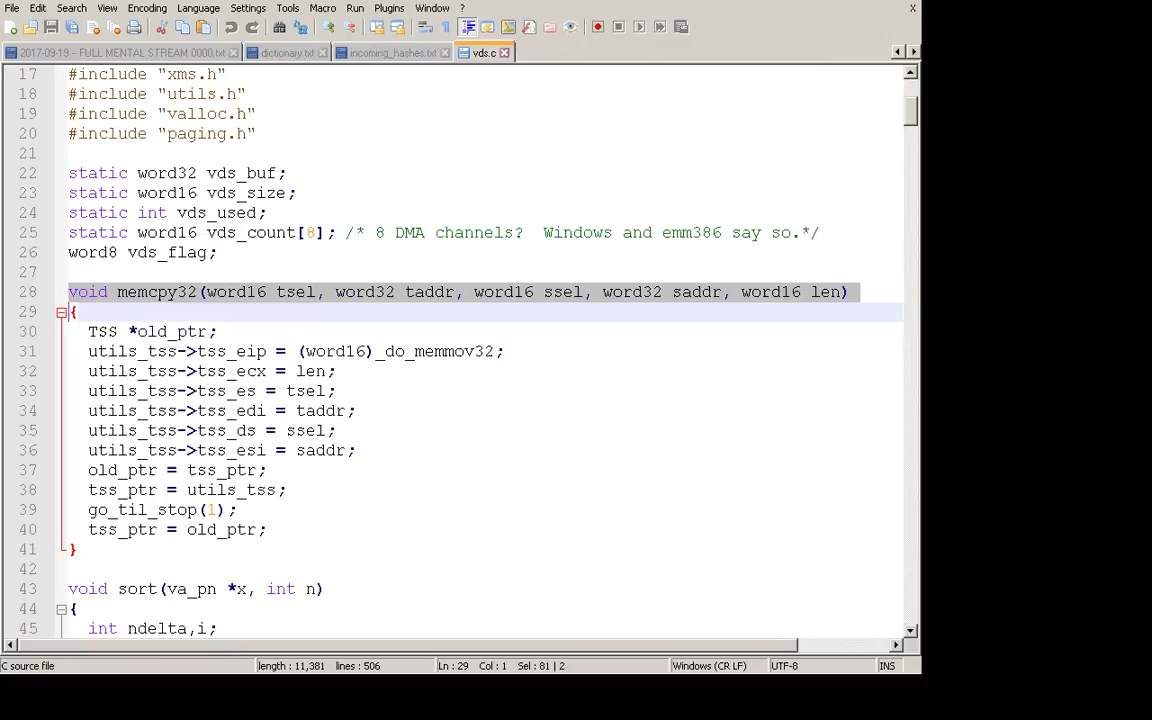 File Edit Search View Encoding Language Settings Tools Macro Run Plugins Window ? X
2017-09-19 – FULL MENTAL STREAM 0000.txt dictionary.txt incoming_hashes.txt vds.c
17 #include "xms.h"
18 #include "utils.h"
19 #include "valloc.h"
20 #include "paging.h"
21
22 static word32 vds_buf;
23 static word16 vds_size;
24 static int vds_used;
25 static word16 vds_count[8]; /* 8 DMA channels?  Windows and emm386 say so.*/
26 word8 vds_flag;
27
28 void memcpy32(word16 tsel, word32 taddr, word16 ssel, word32 saddr, word16 len)
29 {
30   TSS *old_ptr;
31   utils_tss->tss_eip = (word16)_do_memmov32;
32   utils_tss->tss_ecx = len;
33   utils_tss->tss_es = tsel;
34   utils_tss->tss_edi = taddr;
35   utils_tss->tss_ds = ssel;
36   utils_tss->tss_esi = saddr;
37   old_ptr = tss_ptr;
38   tss_ptr = utils_tss;
39   go_til_stop(1);
40   tss_ptr = old_ptr;
41 }
42
43 void sort(va_pn *x, int n)
44 {
45   int ndelta,i;
C source file length : 11,381 lines : 506 Ln : 29 Col : 1 Sel : 81 | 2 Windows (CR LF) UTF-8 INS